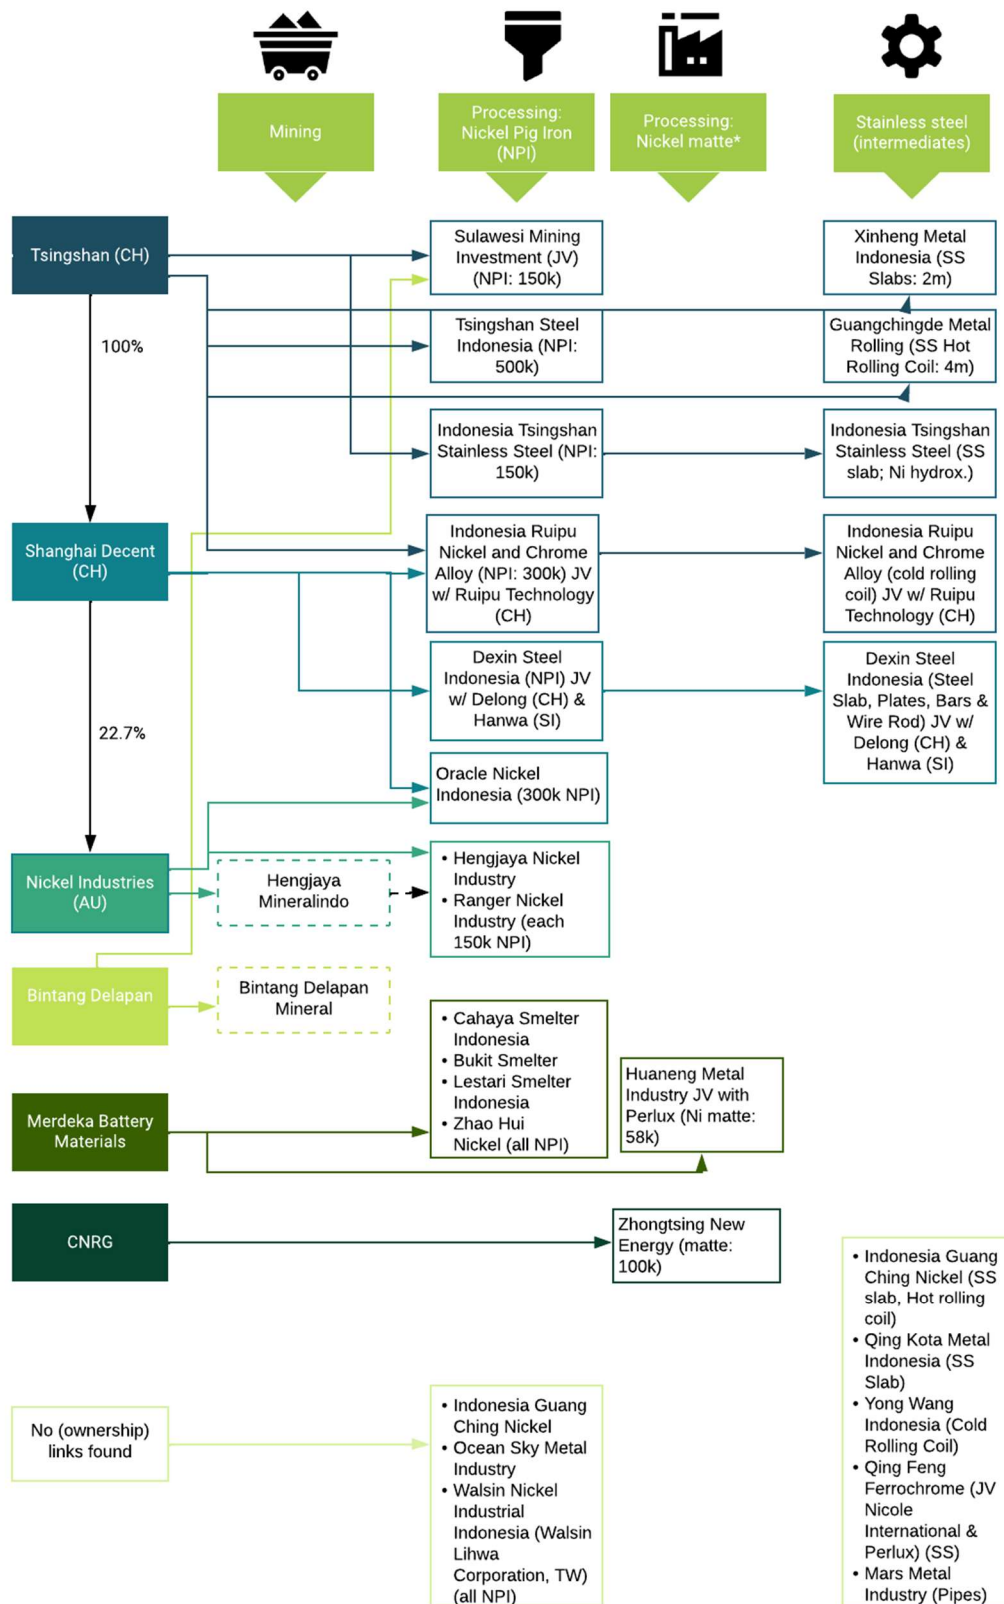 Mining
Processing:
Nickel Pig Iron
(NPI)
Processing:
Nickel matte*
Stainless steel
(intermediates)
Tsingshan (CH)
Sulawesi Mining
Investment (JV)
(NPI: 150k)
Xinheng Metal
Indonesia (SS
Slabs: 2m)
100%
Tsingshan Steel
Indonesia (NPI:
500k)
Guangchingde Metal
Rolling (SS Hot
Rolling Coil: 4m)
Indonesia Tsingshan
Stainless Steel (NPI:
150k)
Indonesia Tsingshan
Stainless Steel (SS
slab; Ni hydrox.)
Shanghai Decent
(CH)
Indonesia Ruipu
Nickel and Chrome
Alloy (NPI: 300k) JV
w/ Ruipu Technology
(CH)
Indonesia Ruipu
Nickel and Chrome
Alloy (cold rolling
coil) JV w/ Ruipu
Technology (CH)
22.7%
Dexin Steel
Indonesia (NPI) JV
w/ Delong (CH) &
Hanwa (SI)
Dexin Steel
Indonesia (Steel
Slab, Plates, Bars &
Wire Rod) JV w/
Delong (CH) &
Hanwa (SI)
Oracle Nickel
Indonesia (300k NPI)
Nickel Industries
(AU)
Hengjaya
Mineralindo
• Hengjaya Nickel
Industry
• Ranger Nickel
Industry (each
150k NPI)
Bintang Delapan
Bintang Delapan
Mineral
Merdeka Battery
Materials
• Cahaya Smelter
Indonesia
• Bukit Smelter
• Lestari Smelter
Indonesia
• Zhao Hui
Nickel (all NPI)
Huaneng Metal
Industry JV with
Perlux (Ni matte:
58k)
CNRG
Zhongtsing New
Energy (matte:
100k)
No (ownership)
links found
• Indonesia Guang
Ching Nickel
• Ocean Sky Metal
Industry
• Walsin Nickel
Industrial
Indonesia (Walsin
Lihwa
Corporation, TW)
(all NPI)
• Indonesia Guang
Ching Nickel (SS
slab, Hot rolling
coil)
• Qing Kota Metal
Indonesia (SS
Slab)
• Yong Wang
Indonesia (Cold
Rolling Coil)
• Qing Feng
Ferrochrome (JV
Nicole
International &
Perlux) (SS)
• Mars Metal
Industry (Pipes)